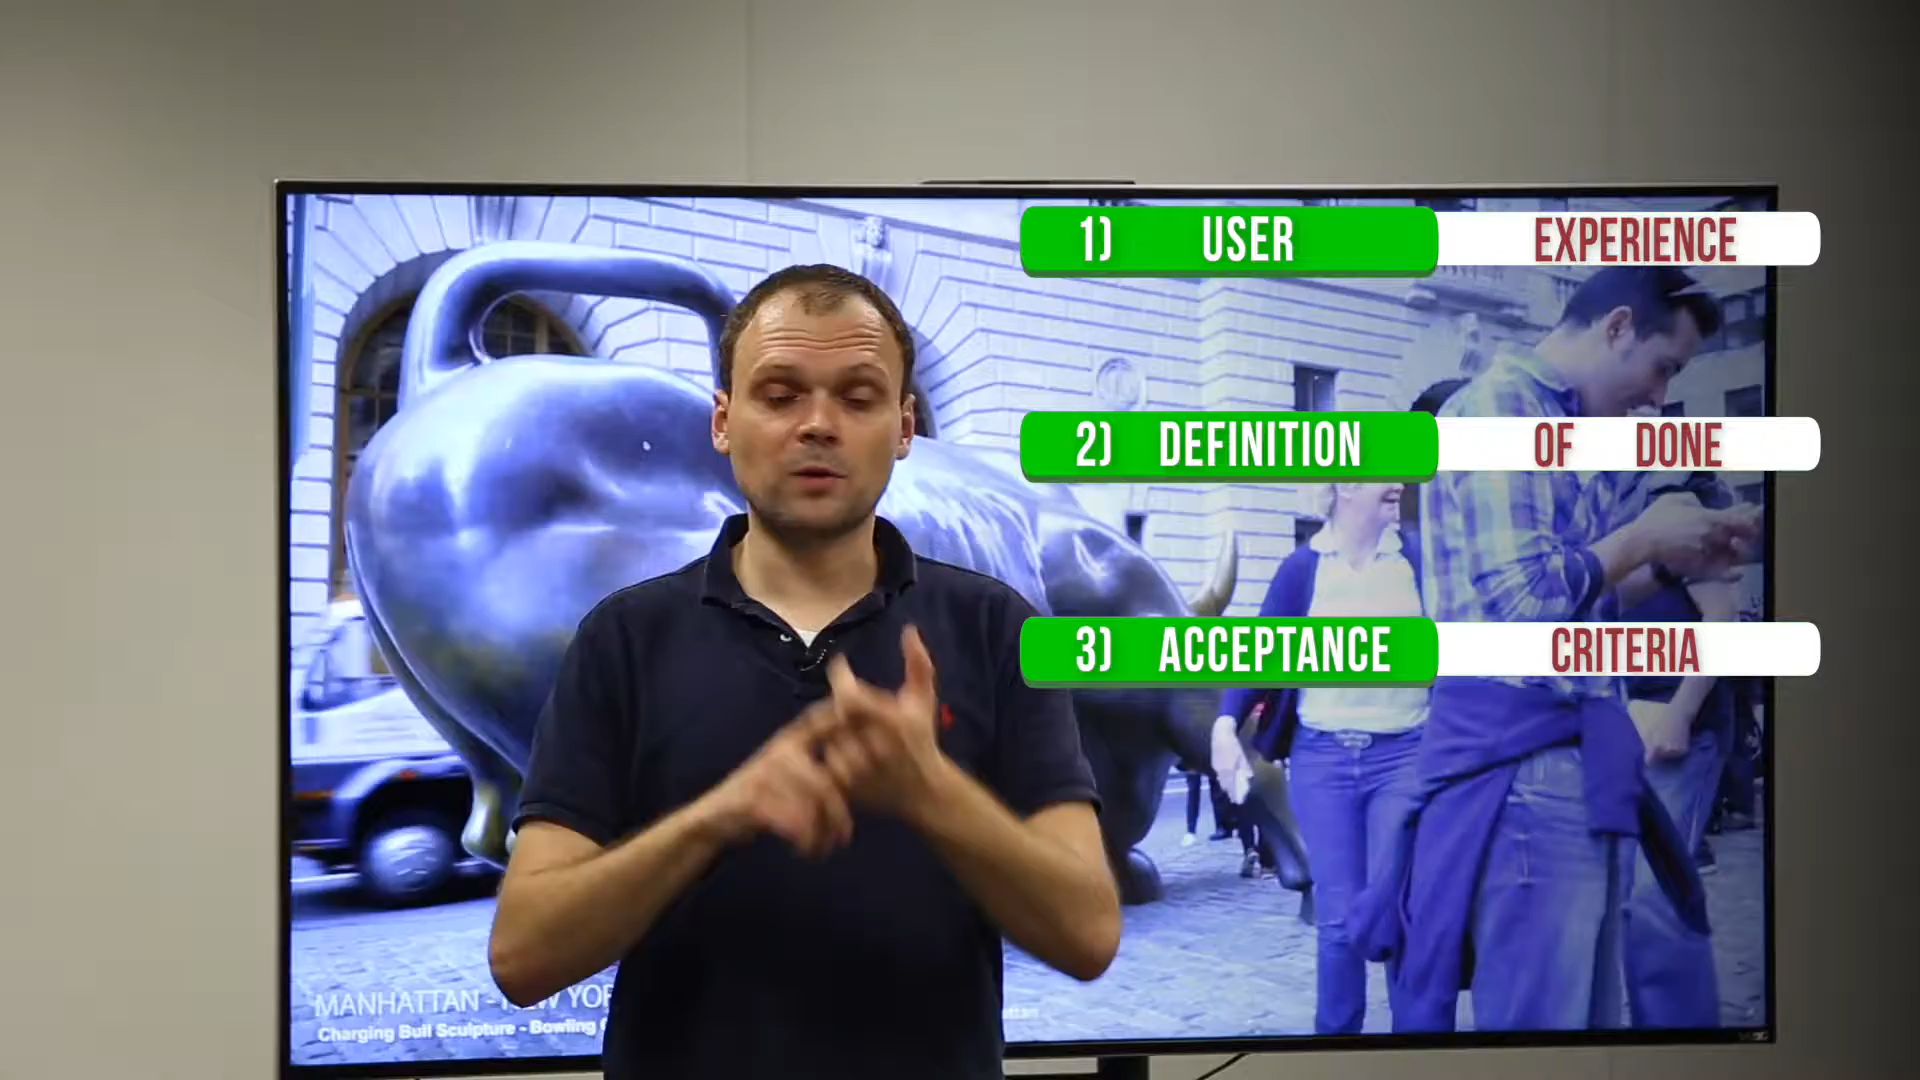 1) USER EXPERIENCE
2) DEFINITION OF DONE
3) ACCEPTANCE CRITERIA
MANHATTAN -
Charging Bull Sculpture - Bowling